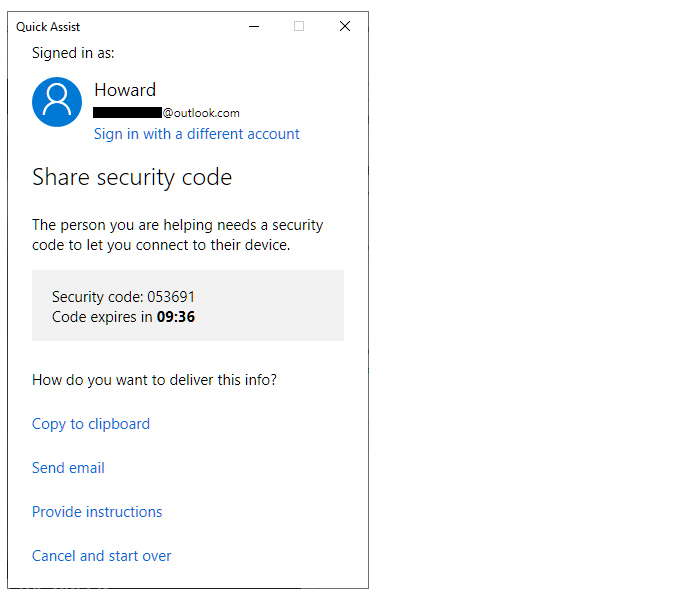 Quick Assist
Signed in as:
Howard
@outlook.com
Sign in with a different account
Share security code
The person you are helping needs a security
code to let you connect to their device.
Security code: 053691
Code expires in 09:36
How do you want to deliver this info?
Copy to clipboard
Send email
Provide instructions
Cancel and start over